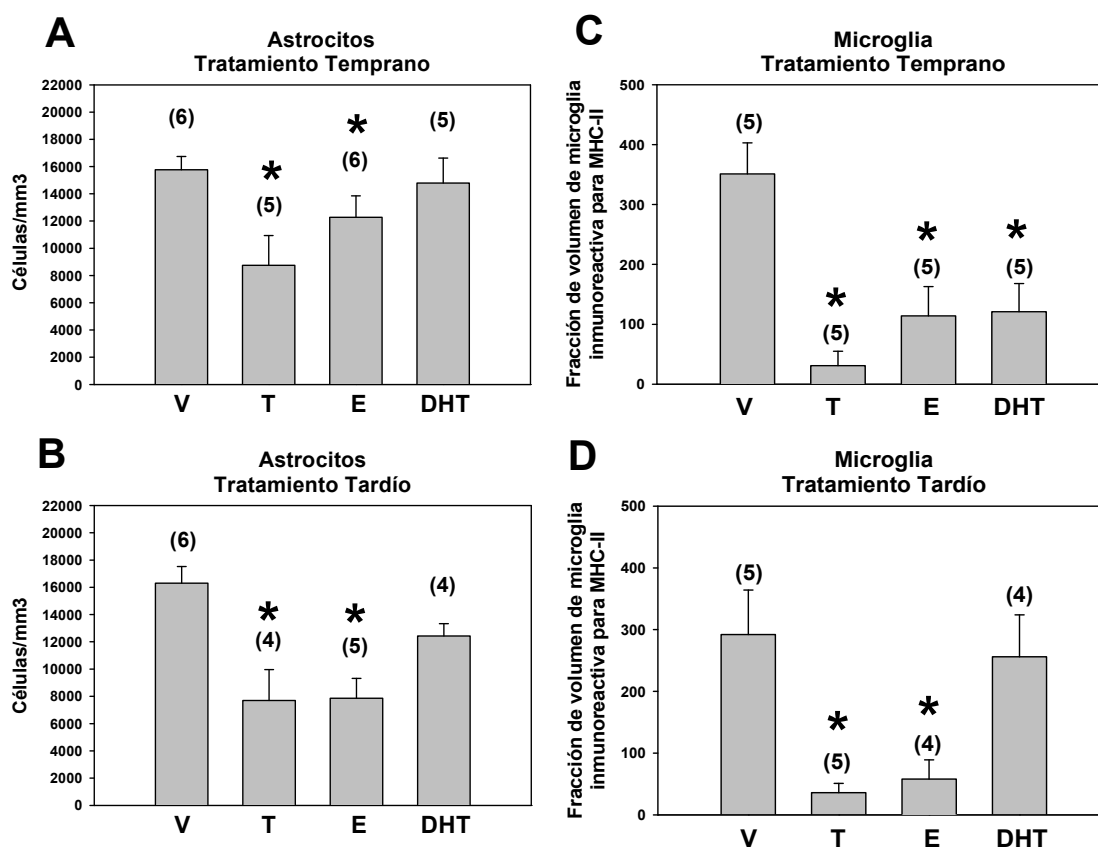 A
Astrocitos
Tratamiento Temprano
Células/mm3
22000
20000
18000
16000
14000
12000
10000
8000
6000
4000
2000
0
(6)
*
(5)
*
(6)
(5)
V T E DHT
B
Astrocitos
Tratamiento Tardío
Células/mm3
22000
20000
18000
16000
14000
12000
10000
8000
6000
4000
2000
0
(6)
*
(4)
*
(5)
(4)
V T E DHT
C
Microglia
Tratamiento Temprano
Fracción de volumen de microglia
inmunoreactiva para MHC-II
500
400
300
200
100
0
(5)
*
(5)
*
(5)
*
(5)
V T E DHT
D
Microglia
Tratamiento Tardío
Fracción de volumen de microglia
inmunoreactiva para MHC-II
500
400
300
200
100
0
(5)
*
(5)
*
(4)
(4)
V T E DHT